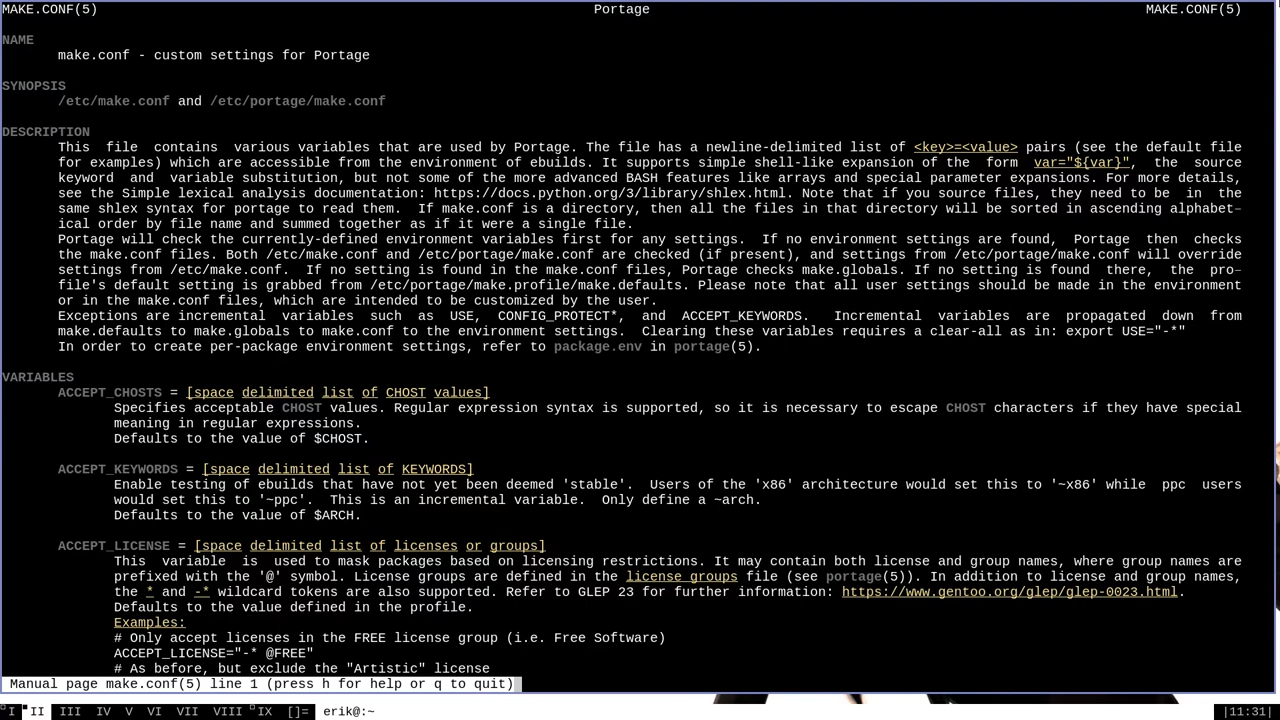 MAKE.CONF(5) Portage MAKE.CONF(5)
NAME
make.conf - custom settings for Portage
SYNOPSIS
/etc/make.conf and /etc/portage/make.conf
DESCRIPTION
This file contains various variables that are used by Portage. The file has a newline-delimited list of <key>=<value> pairs (see the default file
for examples) which are accessible from the environment of ebuilds. It supports simple shell-like expansion of the form var="${var}", the source
keyword and variable substitution, but not some of the more advanced BASH features like arrays and special parameter expansions. For more details,
see the Simple lexical analysis documentation: https://docs.python.org/3/library/shlex.html. Note that if you source files, they need to be in the
same shlex syntax for portage to read them. If make.conf is a directory, then all the files in that directory will be sorted in ascending alphabet‐
ical order by file name and summed together as if it were a single file.
Portage will check the currently-defined environment variables first for any settings. If no environment settings are found, Portage then checks
the make.conf files. Both /etc/make.conf and /etc/portage/make.conf are checked (if present), and settings from /etc/portage/make.conf will override
settings from /etc/make.conf. If no setting is found in the make.conf files, Portage checks make.globals. If no setting is found there, the pro‐
file's default setting is grabbed from /etc/portage/make.profile/make.defaults. Please note that all user settings should be made in the environment
or in the make.conf files, which are intended to be customized by the user.
Exceptions are incremental variables such as USE, CONFIG_PROTECT*, and ACCEPT_KEYWORDS. Incremental variables are propagated down from
make.defaults to make.globals to make.conf to the environment settings. Clearing these variables requires a clear-all as in: export USE="-*"
In order to create per-package environment settings, refer to package.env in portage(5).
VARIABLES
ACCEPT_CHOSTS = [space delimited list of CHOST values]
Specifies acceptable CHOST values. Regular expression syntax is supported, so it is necessary to escape CHOST characters if they have special
meaning in regular expressions.
Defaults to the value of $CHOST.
ACCEPT_KEYWORDS = [space delimited list of KEYWORDS]
Enable testing of ebuilds that have not yet been deemed 'stable'. Users of the 'x86' architecture would set this to '~x86' while ppc users
would set this to '~ppc'. This is an incremental variable. Only define a ~arch.
Defaults to the value of $ARCH.
ACCEPT_LICENSE = [space delimited list of licenses or groups]
This variable is used to mask packages based on licensing restrictions. It may contain both license and group names, where group names are
prefixed with the '@' symbol. License groups are defined in the license_groups file (see portage(5)). In addition to license and group names,
the * and -* wildcard tokens are also supported. Refer to GLEP 23 for further information: https://www.gentoo.org/glep/glep-0023.html.
Defaults to the value defined in the profile.
Examples:
# Only accept licenses in the FREE license group (i.e. Free Software)
ACCEPT_LICENSE="-* @FREE"
# As before, but exclude the "Artistic" license
Manual page make.conf(5) line 1 (press h for help or q to quit)
I II III IV V VI VII VIII IX []= erik@:~ |11:31|